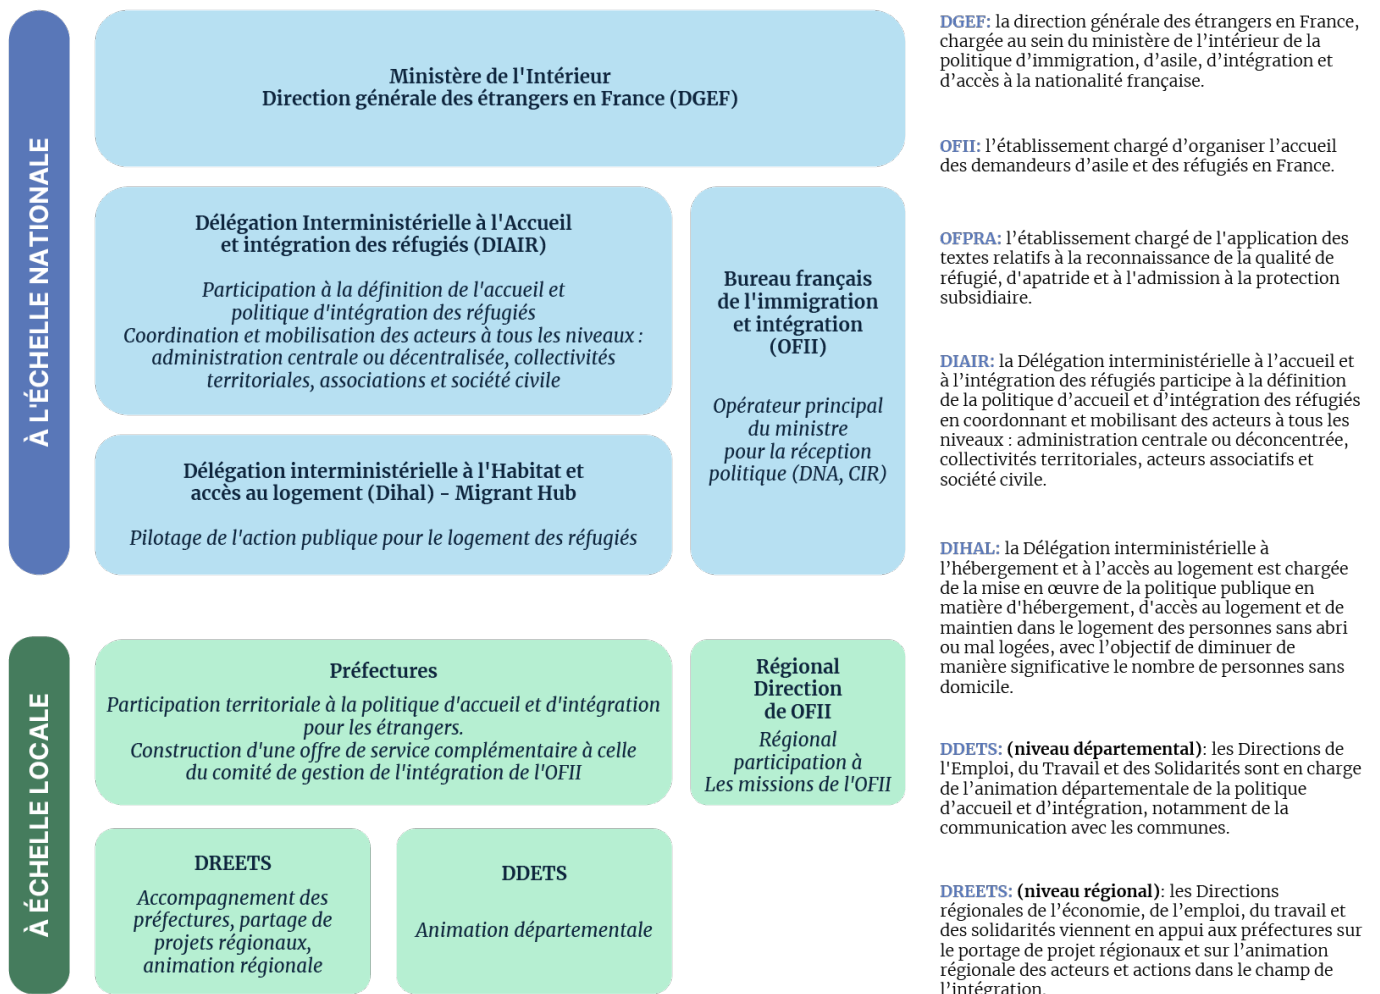 À L'ÉCHELLE NATIONALE
Ministère de l'Intérieur
Direction générale des étrangers en France (DGEF)
Délégation Interministérielle à l'Accueil
et intégration des réfugiés (DIAIR)
Participation à la définition de l'accueil et
politique d'intégration des réfugiés
Coordination et mobilisation des acteurs à tous les niveaux :
administration centrale ou décentralisée, collectivités
territoriales, associations et société civile
Délégation interministérielle à l'Habitat et
accès au logement (Dihal) - Migrant Hub
Pilotage de l'action publique pour le logement des réfugiés
Bureau français
de l'immigration
et intégration
(OFII)
Opérateur principal
du ministre
pour la réception
politique (DNA, CIR)
À ÉCHELLE LOCALE
Préfectures
Participation territoriale à la politique d'accueil et d'intégration
pour les étrangers.
Construction d'une offre de service complémentaire à celle
du comité de gestion de l'intégration de l'OFII
Régional
Direction
de OFII
Régional
participation à
Les missions de l'OFII
DREETS
Accompagnement des
préfectures, partage de
projets régionaux,
animation régionale
DDETS
Animation départementale
DGEF: la direction générale des étrangers en France,
chargée au sein du ministère de l’intérieur de la
politique d’immigration, d’asile, d’intégration et
d’accès à la nationalité française.
OFII: l’établissement chargé d’organiser l’accueil
des demandeurs d’asile et des réfugiés en France.
OFPRA: l’établissement chargé de l'application des
textes relatifs à la reconnaissance de la qualité de
réfugié, d'apatride et à l'admission à la protection
subsidiaire.
DIAIR: la Délégation interministérielle à l’accueil et
à l’intégration des réfugiés participe à la définition
de la politique d’accueil et d’intégration des réfugiés
en coordonnant et mobilisant des acteurs à tous les
niveaux : administration centrale ou déconcentrée,
collectivités territoriales, acteurs associatifs et
société civile.
DIHAL: la Délégation interministérielle à
l’hébergement et à l’accès au logement est chargée
de la mise en œuvre de la politique publique en
matière d'hébergement, d'accès au logement et de
maintien dans le logement des personnes sans abri
ou mal logées, avec l’objectif de diminuer de
manière significative le nombre de personnes sans
domicile.
DDETS: (niveau départemental): les Directions de
l'Emploi, du Travail et des Solidarités sont en charge
de l’animation départementale de la politique
d’accueil et d’intégration, notamment de la
communication avec les communes.
DREETS: (niveau régional): les Directions
régionales de l’économie, de l’emploi, du travail et
des solidarités viennent en appui aux préfectures sur
le portage de projet régionaux et sur l’animation
régionale des acteurs et actions dans le champ de
l’intégration.